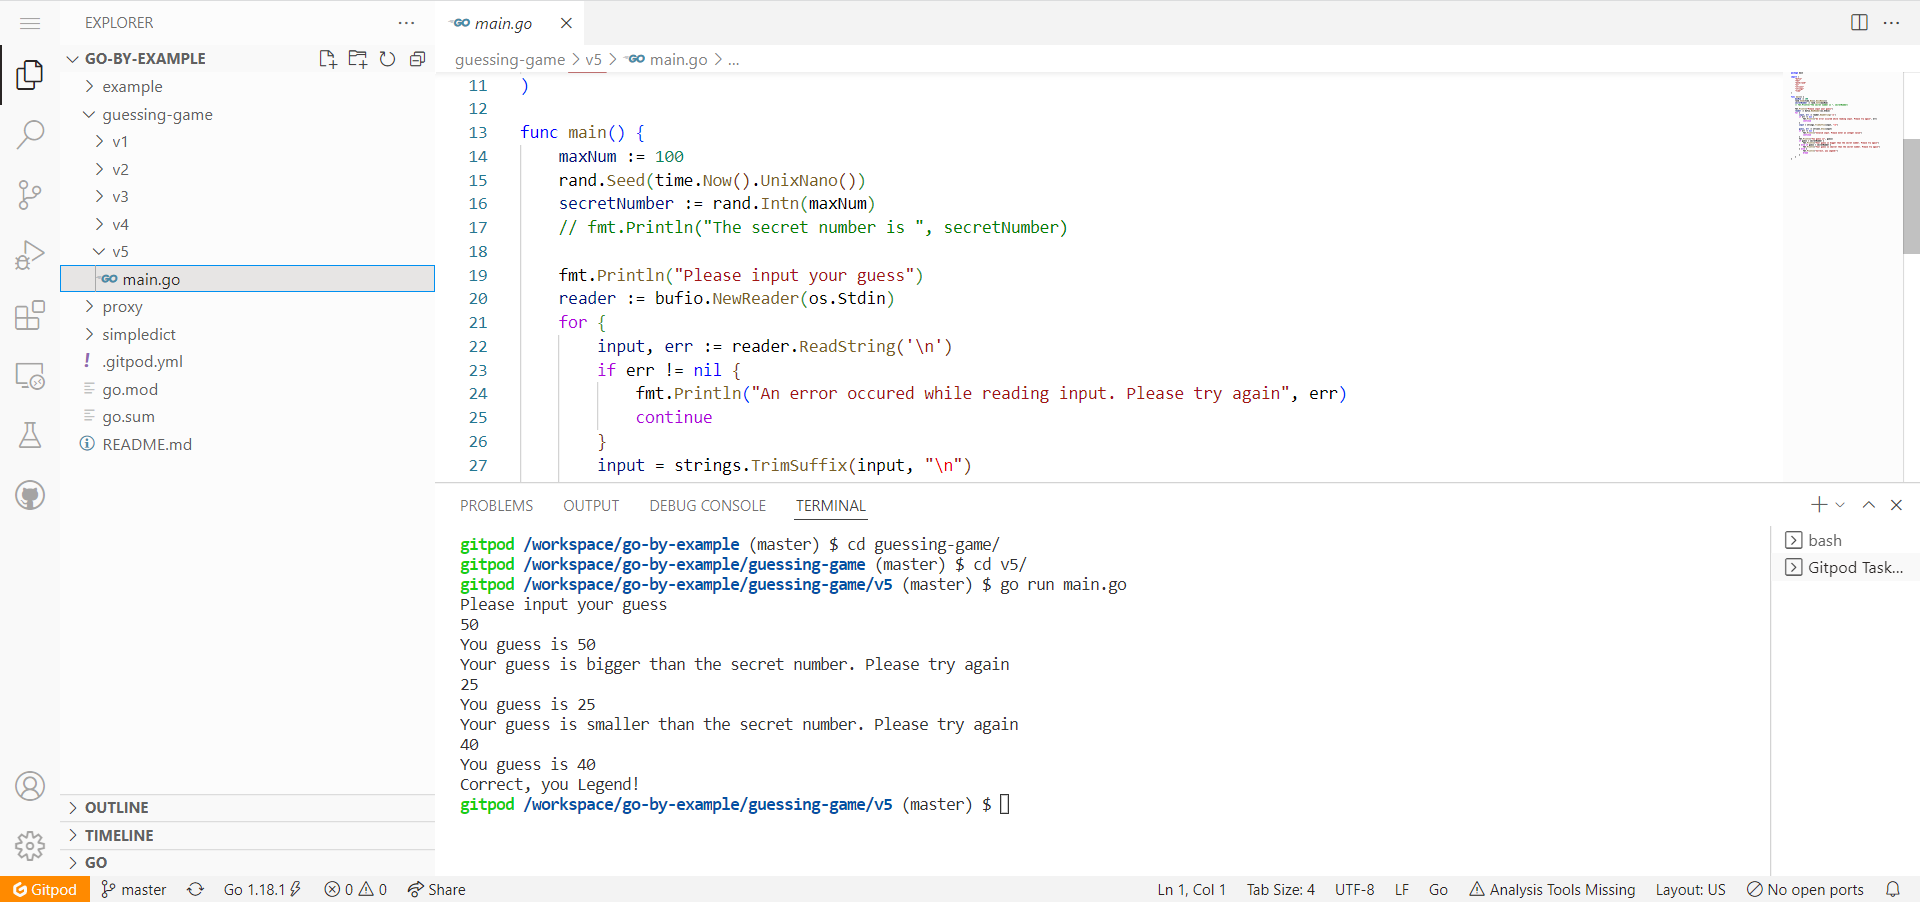 EXPLORER
GO-BY-EXAMPLE
example
guessing-game
v1
v2
v3
v4
v5
GO main.go
proxy
simpledict
! .gitpod.yml
go.mod
go.sum
README.md
OUTLINE
TIMELINE
GO
GO main.go
guessing-game > v5 > GO main.go > ...
11 )
12
13 func main() {
14 maxNum := 100
15 rand.Seed(time.Now().UnixNano())
16 secretNumber := rand.Intn(maxNum)
17 // fmt.Println("The secret number is ", secretNumber)
18
19 fmt.Println("Please input your guess")
20 reader := bufio.NewReader(os.Stdin)
21 for {
22 input, err := reader.ReadString('\n')
23 if err != nil {
24 fmt.Println("An error occured while reading input. Please try again", err)
25 continue
26 }
27 input = strings.TrimSuffix(input, "\n")
PROBLEMS OUTPUT DEBUG CONSOLE TERMINAL
gitpod /workspace/go-by-example (master) $ cd guessing-game/
gitpod /workspace/go-by-example/guessing-game (master) $ cd v5/
gitpod /workspace/go-by-example/guessing-game/v5 (master) $ go run main.go
Please input your guess
50
You guess is 50
Your guess is bigger than the secret number. Please try again
25
You guess is 25
Your guess is smaller than the secret number. Please try again
40
You guess is 40
Correct, you Legend!
gitpod /workspace/go-by-example/guessing-game/v5 (master) $
bash
Gitpod Task...
Gitpod master Go 1.18.1 0 0 Share Ln 1, Col 1 Tab Size: 4 UTF-8 LF Go Analysis Tools Missing Layout: US No open ports